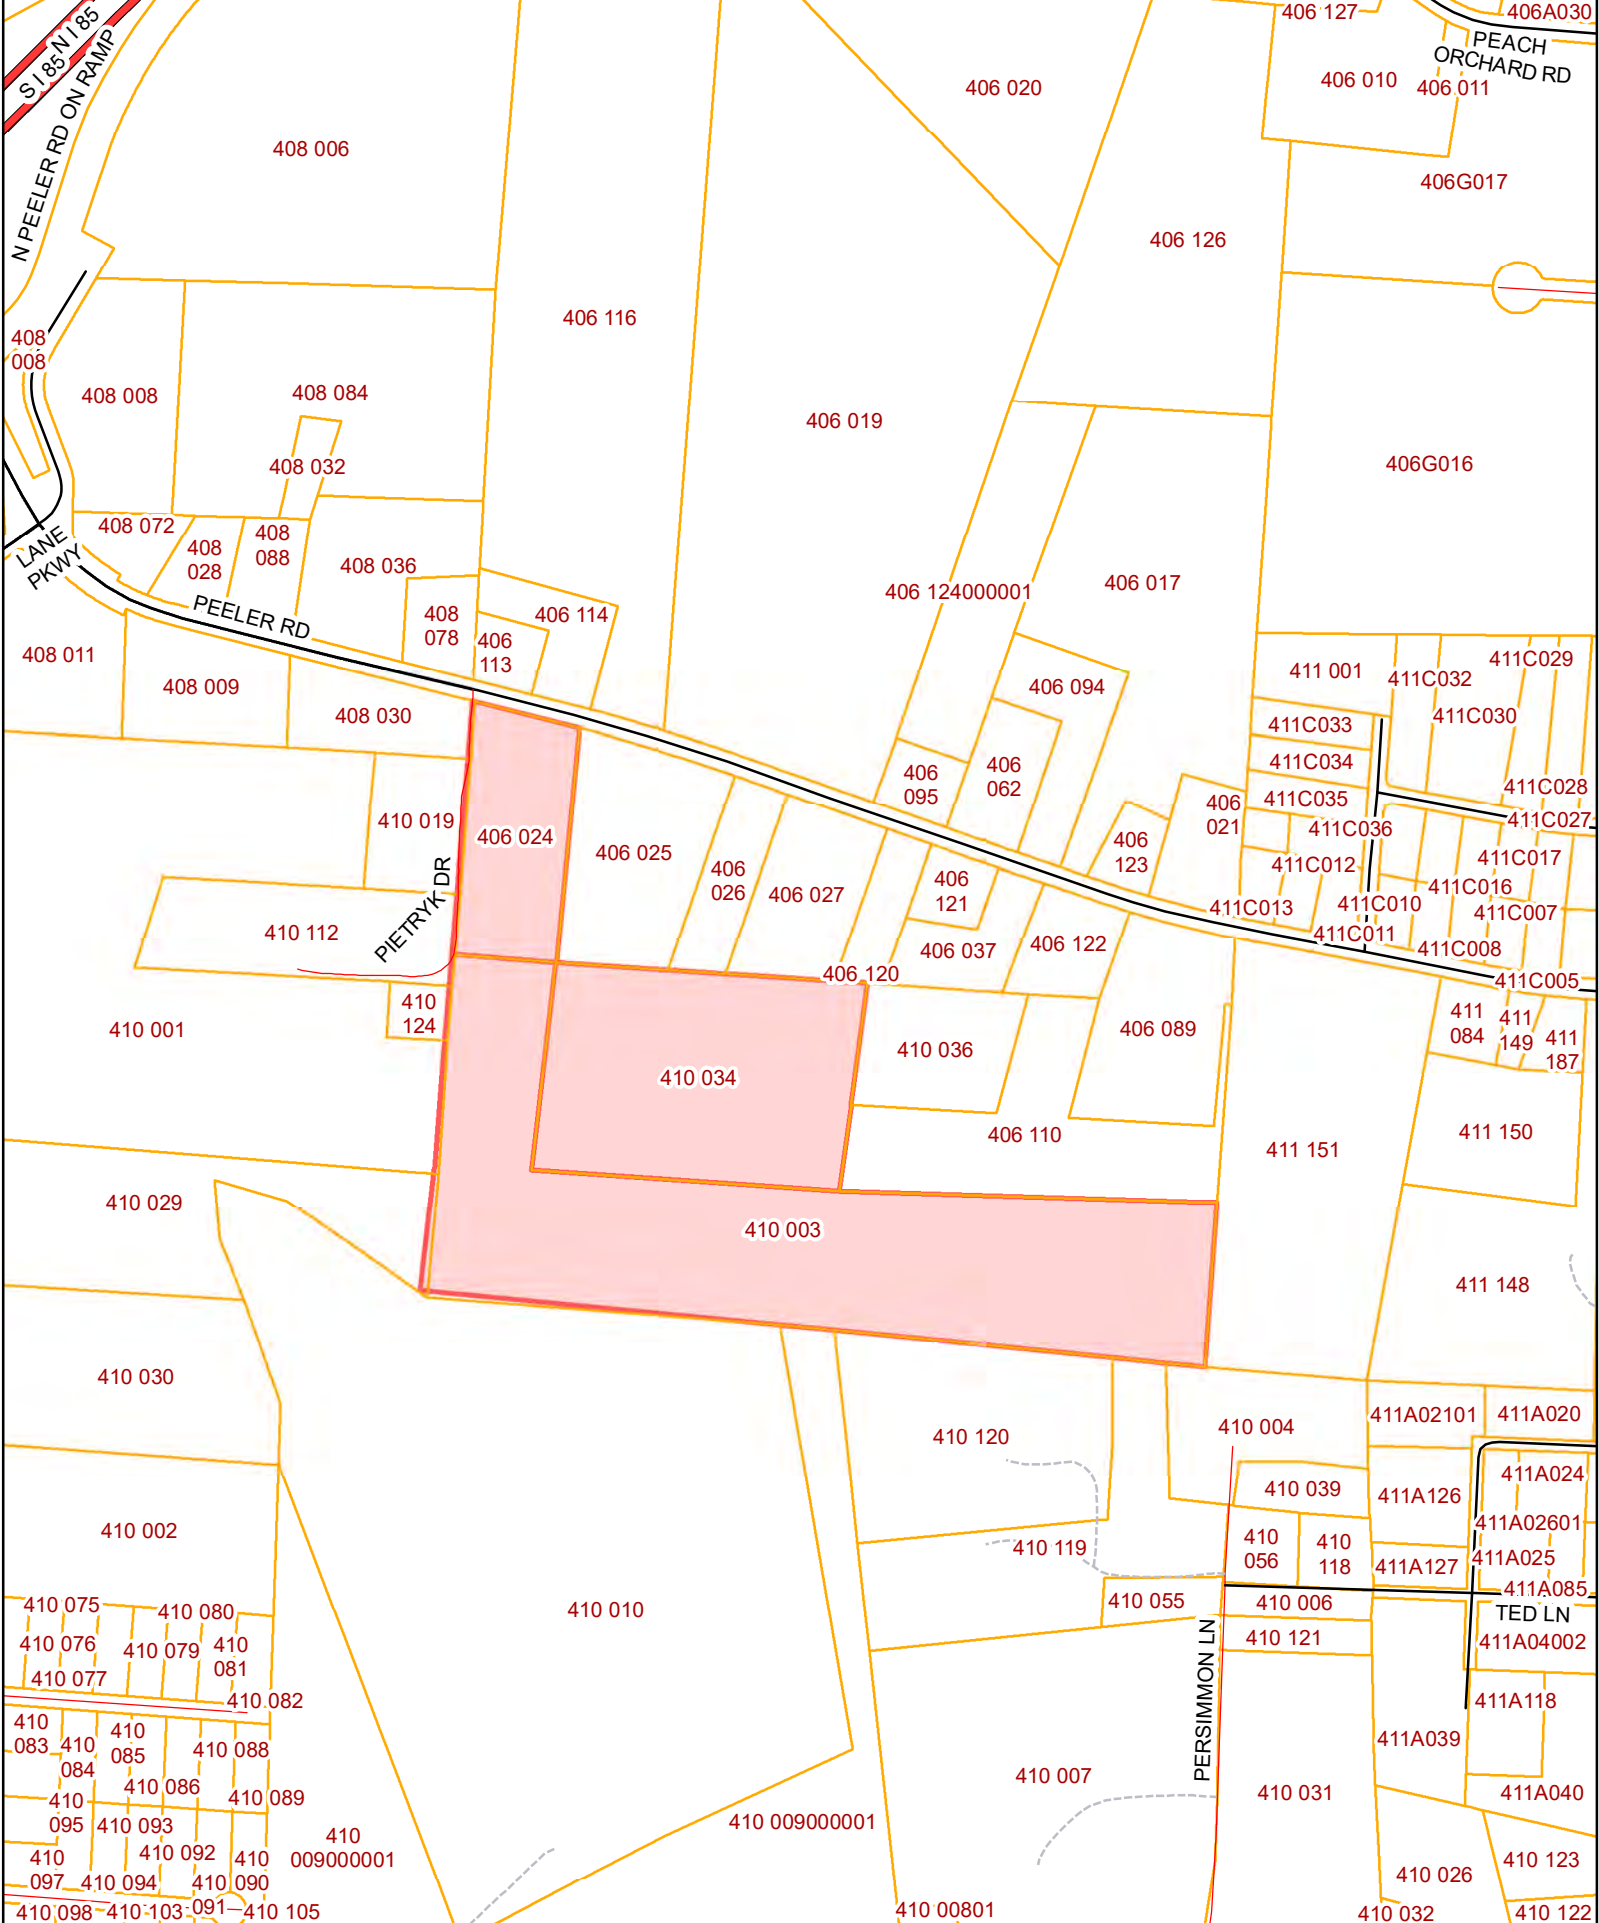 N I 85
S I 85
N PEELER RD ON RAMP
406 127
406A030
PEACH
ORCHARD RD
406 020
406 010
406 011
408 006
406G017
406 126
406 116
408
008
408 008
408 084
406 019
408 032
406G016
408 072
408
088
LANE
PKWY
408
028
408 036
406 124000001
406 017
PEELER RD
408
078
406 114
406
113
408 011
408 009
408 030
406 094
411 001
411C032
411C029
411C030
411C033
411C034
406
095
406
062
411C035
411C028
411C027
406
021
411C036
410 019
406 024
406 025
406
123
411C012
411C017
406
026
406 027
406
121
411C016
PIETRYK DR
411C013
411C010
411C007
410 112
411C011
411C008
406 037
406 122
406 120
411C005
410
124
410 001
406 089
411
084
411
149
411
187
410 036
410 034
406 110
411 150
411 151
410 029
410 003
411 148
410 030
411A02101
411A020
410 004
410 120
411A024
410 039
411A126
410 002
411A02601
410
056
410
118
410 119
411A127
411A025
411A085
410 075
410 080
410 010
410 055
410 006
TED LN
410 076
410 079
410
081
410 121
411A04002
PERSIMMON LN
410 077
410 082
411A118
410
083
410
084
410
085
410 088
411A039
410 086
410 007
410 031
411A040
410 089
410
095
410 093
410 009000001
410
009000001
410 092
410
097
410 094
410
090
410 026
410 123
410 098
410 103
091
410 105
410 00801
410 032
410 122